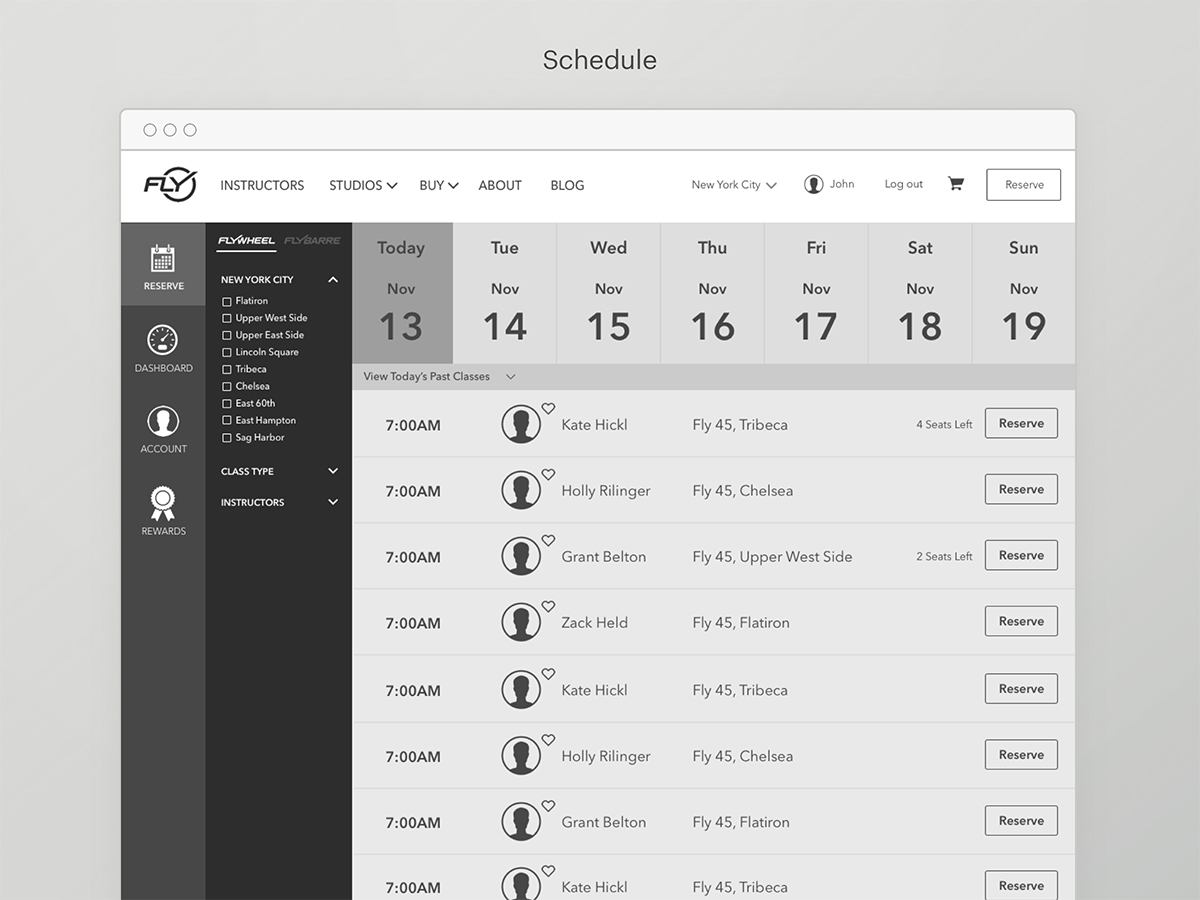 Schedule
FLY INSTRUCTORS STUDIOS BUY ABOUT BLOG New York City John Log out Reserve
RESERVE
DASHBOARD
ACCOUNT
REWARDS
FLYWHEEL FLYBARRE
NEW YORK CITY
Flatiron
Upper West Side
Upper East Side
Lincoln Square
Tribeca
Chelsea
East 60th
East Hampton
Sag Harbor
CLASS TYPE
INSTRUCTORS
Today Tue Wed Thu Fri Sat Sun
Nov Nov Nov Nov Nov Nov Nov
13 14 15 16 17 18 19
View Today's Past Classes
7:00AM Kate Hickl Fly 45, Tribeca 4 Seats Left Reserve
7:00AM Holly Rilinger Fly 45, Chelsea Reserve
7:00AM Grant Belton Fly 45, Upper West Side 2 Seats Left Reserve
7:00AM Zack Held Fly 45, Flatiron Reserve
7:00AM Kate Hickl Fly 45, Tribeca Reserve
7:00AM Holly Rilinger Fly 45, Chelsea Reserve
7:00AM Grant Belton Fly 45, Flatiron Reserve
7:00AM Kate Hickl Fly 45, Tribeca Reserve